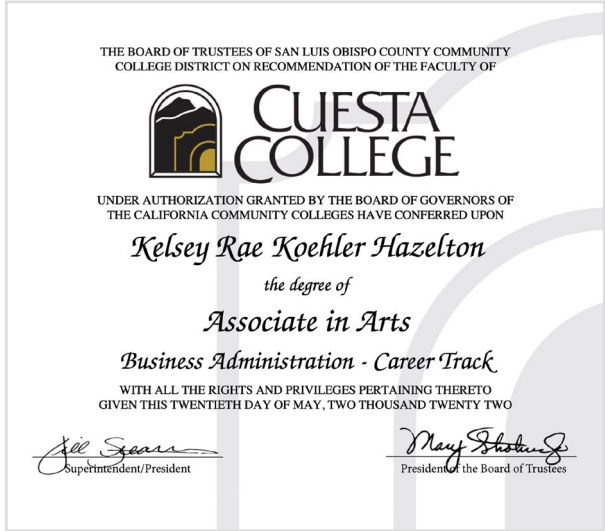 THE BOARD OF TRUSTEES OF SAN LUIS OBISPO COUNTY COMMUNITY
COLLEGE DISTRICT ON RECOMMENDATION OF THE FACULTY OF
CUESTA
COLLEGE
UNDER AUTHORIZATION GRANTED BY THE BOARD OF GOVERNORS OF
THE CALIFORNIA COMMUNITY COLLEGES HAVE CONFERRED UPON
Kelsey Rae Koehler Hazelton
the degree of
Associate in Arts
Business Administration - Career Track
WITH ALL THE RIGHTS AND PRIVILEGES PERTAINING THERETO
GIVEN THIS TWENTIETH DAY OF MAY, TWO THOUSAND TWENTY TWO
Jill Stearns Mary
Superintendent/President President of the Board of Trustees